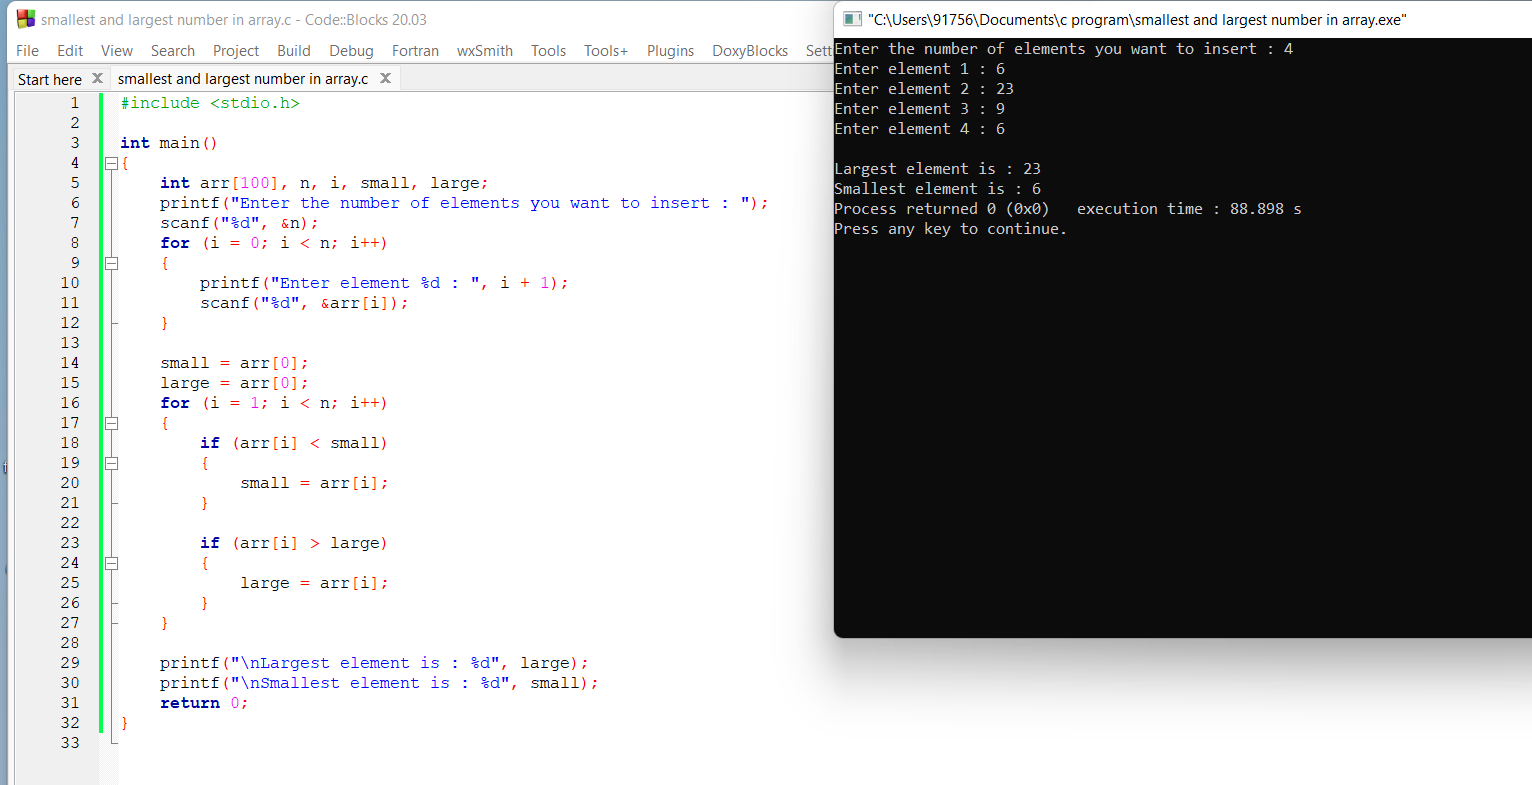 smallest and largest number in array.c - Code::Blocks 20.03
File Edit View Search Project Build Debug Fortran wxSmith Tools Tools+ Plugins DoxyBlocks Sett
Start here smallest and largest number in array.c
1 #include <stdio.h>
2
3 int main()
4 {
5     int arr[100], n, i, small, large;
6     printf("Enter the number of elements you want to insert : ");
7     scanf("%d", &n);
8     for (i = 0; i < n; i++)
9     {
10         printf("Enter element %d : ", i + 1);
11         scanf("%d", &arr[i]);
12     }
13
14     small = arr[0];
15     large = arr[0];
16     for (i = 1; i < n; i++)
17     {
18         if (arr[i] < small)
19         {
20             small = arr[i];
21         }
22
23         if (arr[i] > large)
24         {
25             large = arr[i];
26         }
27     }
28
29     printf("\nLargest element is : %d", large);
30     printf("\nSmallest element is : %d", small);
31     return 0;
32 }
33
"C:\Users\91756\Documents\c program\smallest and largest number in array.exe"
Enter the number of elements you want to insert : 4
Enter element 1 : 6
Enter element 2 : 23
Enter element 3 : 9
Enter element 4 : 6

Largest element is : 23
Smallest element is : 6
Process returned 0 (0x0)   execution time : 88.898 s
Press any key to continue.